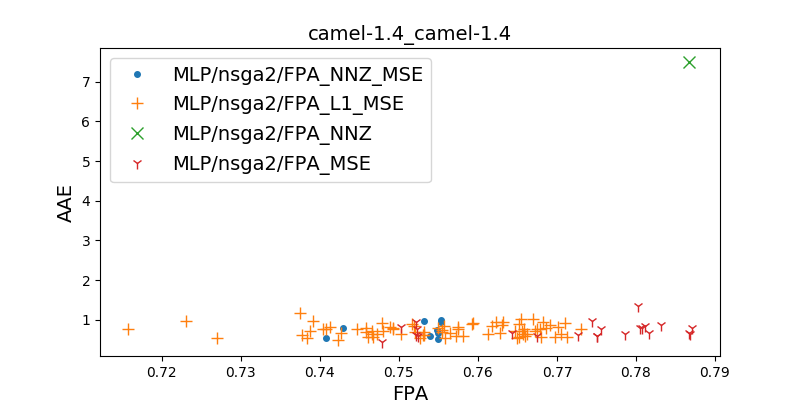 camel-1.4_camel-1.4
MLP/nsga2/FPA_NNZ_MSE
MLP/nsga2/FPA_L1_MSE
MLP/nsga2/FPA_NNZ
MLP/nsga2/FPA_MSE
AAE
7
6
5
4
3
2
1
0.72 0.73 0.74 0.75 0.76 0.77 0.78 0.79
FPA